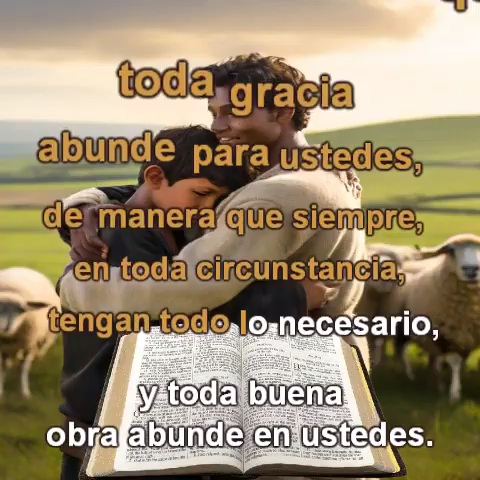 toda gracia
abunde para ustedes,
de manera que siempre,
en toda circunstancia,
tengan todo lo necesario,
y toda buena
obra abunde en ustedes.